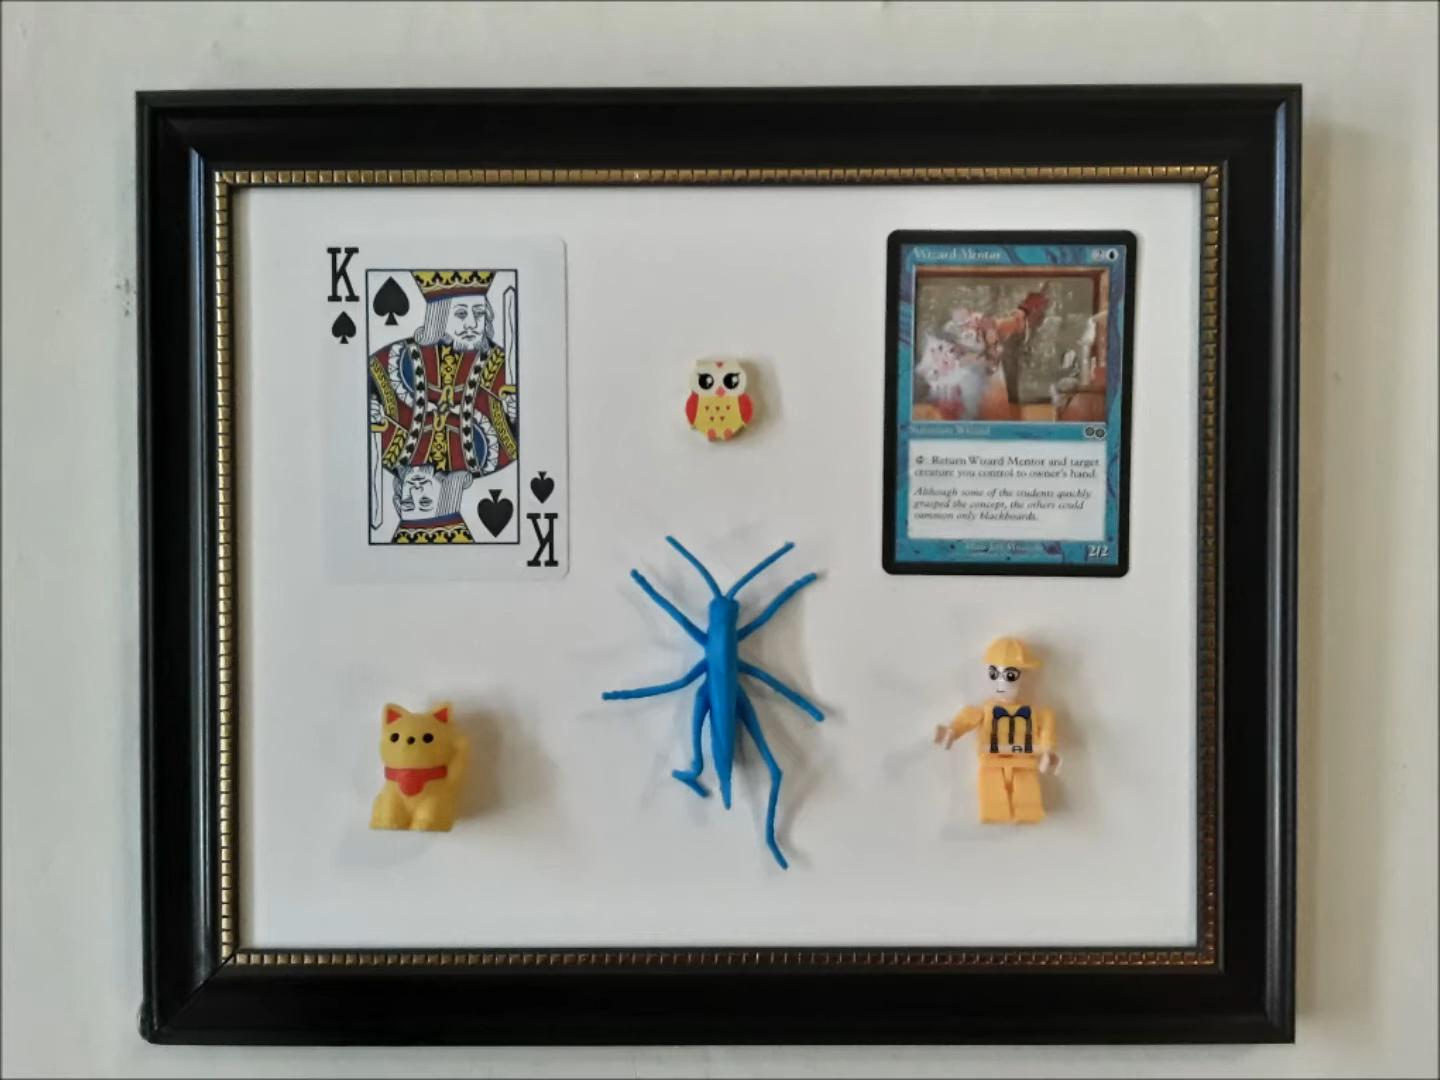 K
Wizard Mentor
2
Summon Wizard
: Return Wizard Mentor and target
creature you control to owner's hand.
Although some of the students quickly
grasped the concept, the others could
summon only blackboards.
2/2
K